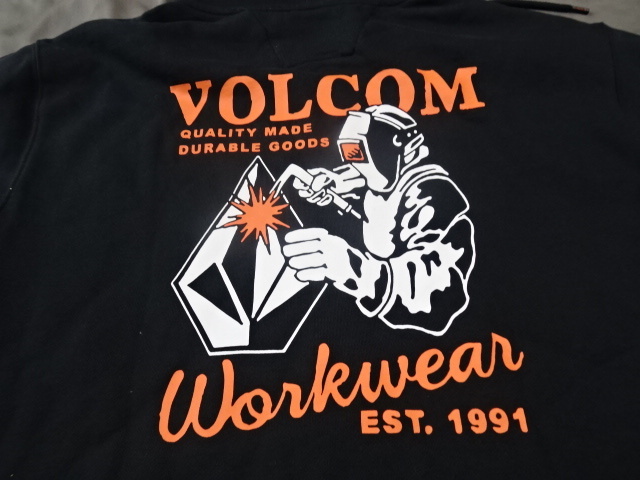 VOLCOM
QUALITY MADE
DURABLE GOODS
Workwear
EST. 1991